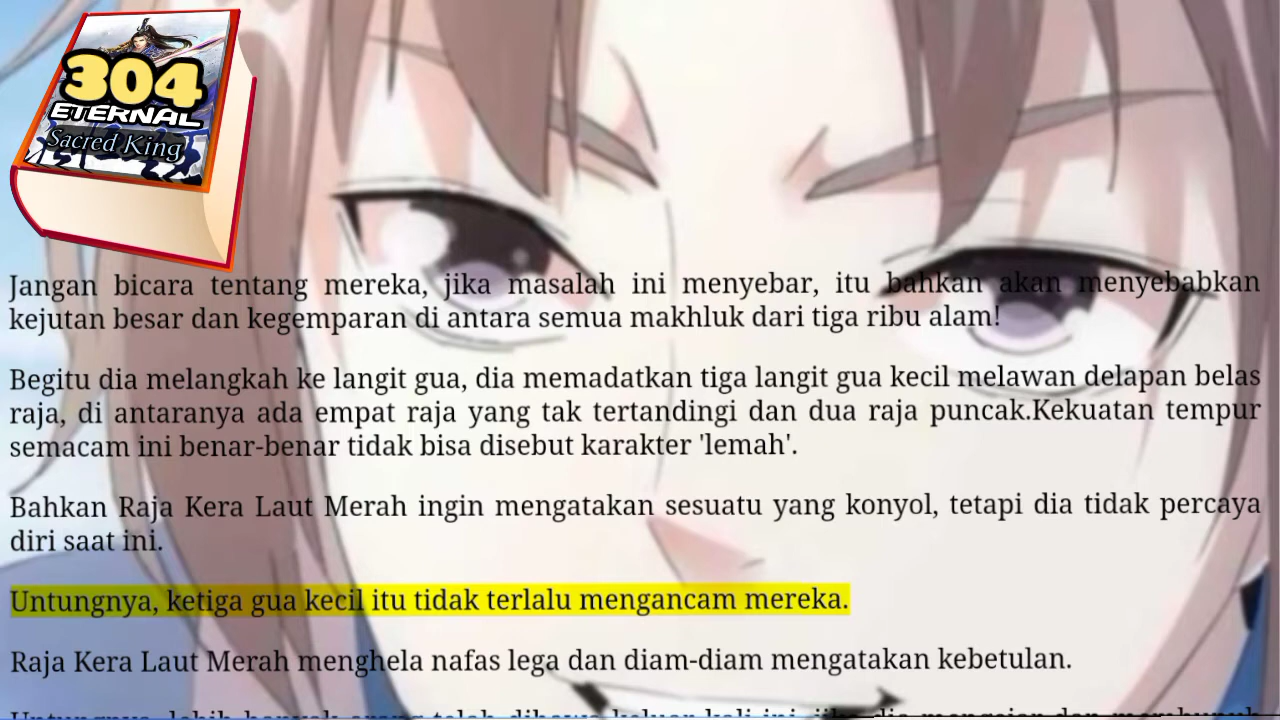 304
ETERNAL
Sacred King
Jangan bicara tentang mereka, jika masalah ini menyebar, itu bahkan akan menyebabkan
kejutan besar dan kegemparan di antara semua makhluk dari tiga ribu alam!
Begitu dia melangkah ke langit gua, dia memadatkan tiga langit gua kecil melawan delapan belas
raja, di antaranya ada empat raja yang tak tertandingi dan dua raja puncak.Kekuatan tempur
semacam ini benar-benar tidak bisa disebut karakter 'lemah'.
Bahkan Raja Kera Laut Merah ingin mengatakan sesuatu yang konyol, tetapi dia tidak percaya
diri saat ini.
Untungnya, ketiga gua kecil itu tidak terlalu mengancam mereka.
Raja Kera Laut Merah menghela nafas lega dan diam-diam mengatakan kebetulan.